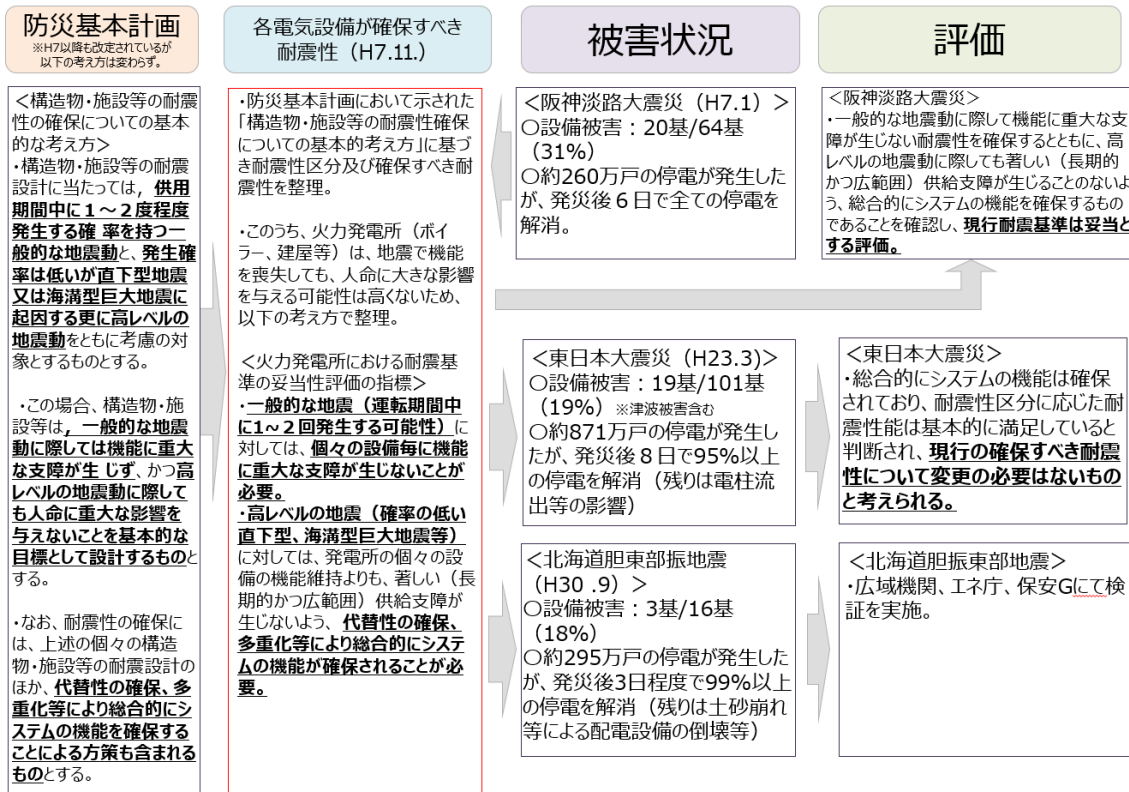 防災基本計画
※H7以降も改定されているが
以下の考え方は変わらず。
<構造物・施設等の耐震
性の確保についての基本
的な考え方>
・構造物・施設等の耐震
設計に当たっては，供用
期間中に１～２度程度
発生する確 率を持つ一
般的な地震動と、発生確
率は低いが直下型地震
又は海溝型巨大地震に
起因する更に高レベルの
地震動をともに考慮の対
象とするものとする。
・この場合、構造物・施
設等は，一般的な地震
動に際しては機能に重大
な支障が生 じず、かつ高
レベルの地震動に際して
も人命に重大な影響を
与えないことを基本的な
目標として設計するものと
する。
・なお、耐震性の確保に
は、上述の個々の構造
物・施設等の耐震設計の
ほか、代替性の確保、多
重化等により総合的にシ
ステムの機能を確保する
ことによる方策も含まれる
ものとする。
各電気設備が確保すべき
耐震性（H7.11.）
・防災基本計画において示された
「構造物・施設等の耐震性確保
についての基本的考え方」に基づ
き耐震性区分及び確保すべき耐
震性を整理。
・このうち、火力発電所（ボイ
ラー、建屋等）は、地震で機能
を喪失しても、人命に大きな影響
を与える可能性は高くないため、
以下の考え方で整理。
<火力発電所における耐震基
準の妥当性評価の指標>
・一般的な地震（運転期間中
に1～２回発生する可能性）に
対しては、個々の設備毎に機能
に重大な支障が生じないことが
必要。
・高レベルの地震（確率の低い
直下型、海溝型巨大地震等）
に対しては、発電所の個々の設
備の機能維持よりも、著しい（長
期的かつ広範囲）供給支障が
生じないよう、代替性の確保、
多重化等により総合的にシステ
ムの機能が確保されることが必
要。
被害状況
<阪神淡路大震災（H7.1）>
○設備被害：20基/64基
（31%）
○約260万戸の停電が発生した
が、発災後６日で全ての停電を
解消。
<東日本大震災（H23.3)>
○設備被害：19基/101基
（19%）※津波被害含む
○約871万戸の停電が発生し
たが、発災後８日で95%以上
の停電を解消（残りは電柱流
出等の影響）
<北海道胆東部振地震
（H30 .9）>
○設備被害：3基/16基
（18%）
○約295万戸の停電が発生した
が、発災後3日程度で99%以上
の停電を解消（残りは土砂崩れ
等による配電設備の倒壊等）
評価
<阪神淡路大震災>
・一般的な地震動に際して機能に重大な支
障が生じない耐震性を確保するとともに、高
レベルの地震動に際しても著しい（長期的
かつ広範囲）供給支障が生じることのないよ
う、総合的にシステムの機能を確保するもの
であることを確認し、現行耐震基準は妥当と
する評価。
<東日本大震災>
・総合的にシステムの機能は確保
されており、耐震性区分に応じた耐
震性能は基本的に満足していると
判断され、現行の確保すべき耐震
性について変更の必要はないもの
と考えられる。
<北海道胆振東部地震>
・広域機関、エネ庁、保安Gにて検
証を実施。